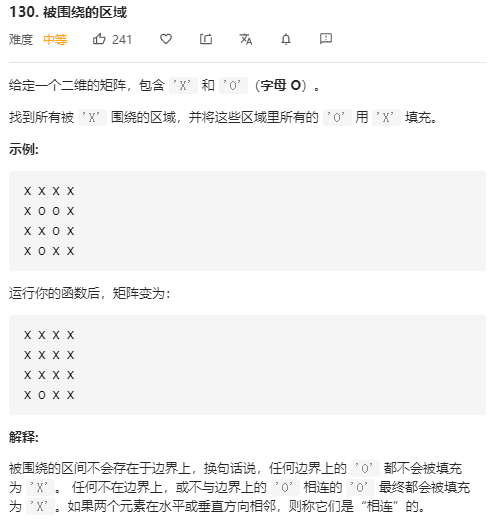 130. 被围绕的区域
难度 中等 241
给定一个二维的矩阵，包含 'X' 和 'O'（字母 O）。
找到所有被 'X' 围绕的区域，并将这些区域里所有的 'O' 用 'X' 填充。
示例:
X X X X
X O O X
X X O X
X O X X
运行你的函数后，矩阵变为：
X X X X
X X X X
X X X X
X O X X
解释:
被围绕的区间不会存在于边界上，换句话说，任何边界上的 'O' 都不会被填充
为 'X'。 任何不在边界上，或不与边界上的 'O' 相连的 'O' 最终都会被填充
为 'X'。如果两个元素在水平或垂直方向相邻，则称它们是“相连”的。